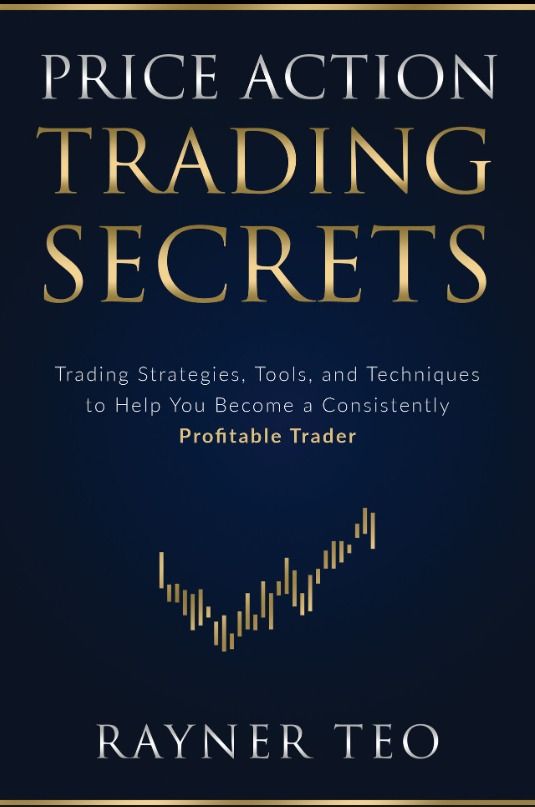 PRICE ACTION
TRADING
SECRETS
Trading Strategies, Tools, and Techniques
to Help You Become a Consistently
Profitable Trader
RAYNER TEO